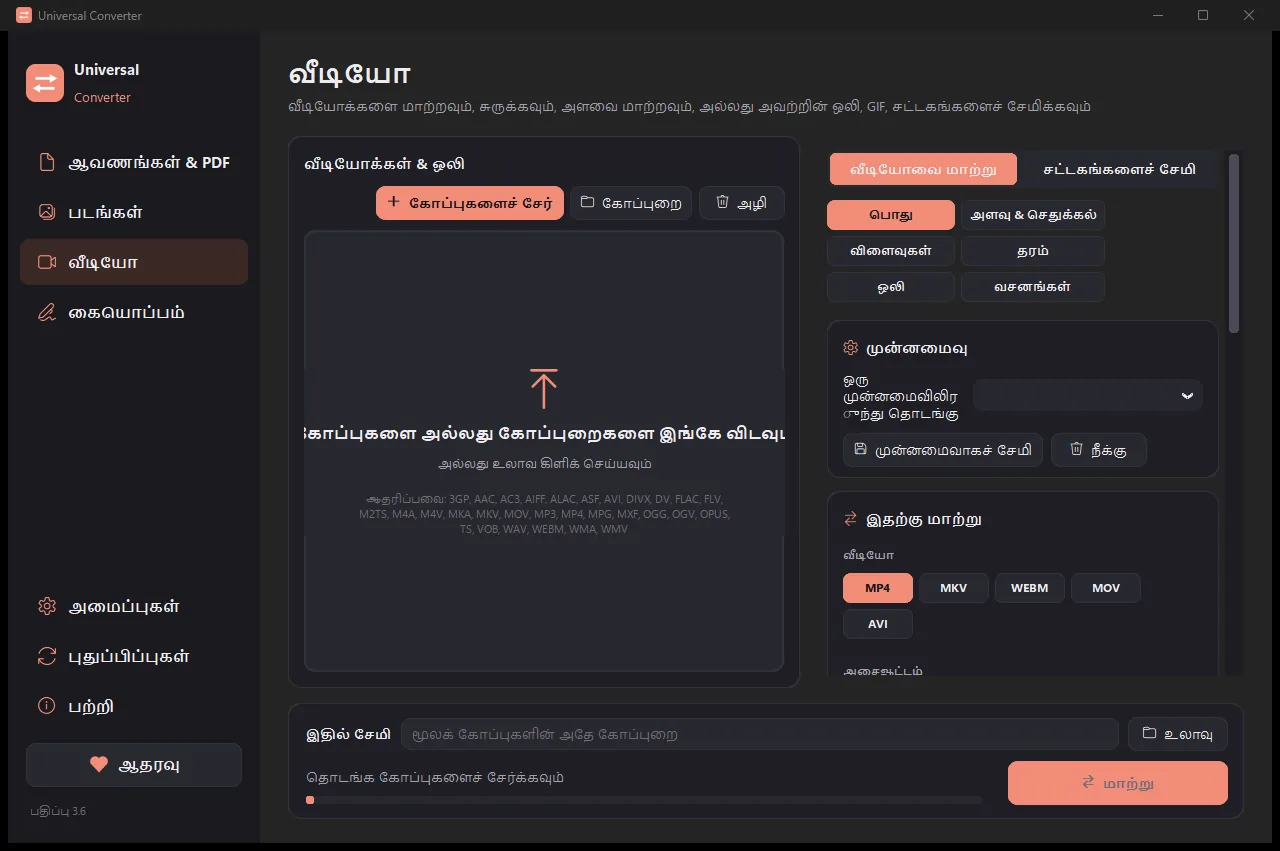 Universal Converter
Universal
Converter
ஆவணங்கள் & PDF
படங்கள்
வீடியோ
கையொப்பம்
அமைப்புகள்
புதுப்பிப்புகள்
பற்றி
ஆதரவு
பதிப்பு 3.6
வீடியோ
வீடியோக்களை மாற்றவும், சுருக்கவும், அளவை மாற்றவும், அல்லது அவற்றின் ஒலி, GIF, சட்டகங்களைச் சேமிக்கவும்
வீடியோக்கள் & ஒலி
கோப்புகளைச் சேர்
கோப்புறை
அழி
கோப்புகளை அல்லது கோப்புறைகளை இங்கே விடவும்
அல்லது உலாவ கிளிக் செய்யவும்
ஆதரிப்பவை: 3GP, AAC, AC3, AIFF, ALAC, ASF, AVI, DIVX, DV, FLAC, FLV,
M2TS, M4A, M4V, MKA, MKV, MOV, MP3, MP4, MPG, MXF, OGG, OGV, OPUS,
TS, VOB, WAV, WEBM, WMA, WMV
வீடியோவை மாற்று
சட்டகங்களைச் சேமி
பொது
அளவு & செதுக்கல்
விளைவுகள்
தரம்
ஒலி
வசனங்கள்
முன்னமைவு
ஒரு
முன்னமைவிலிர
ுந்து தொடங்கு
முன்னமைவாகச் சேமி
நீக்கு
இதற்கு மாற்று
வீடியோ
MP4
MKV
WEBM
MOV
AVI
அசைவூட்டம்
இதில் சேமி
மூலக் கோப்புகளின் அதே கோப்புறை
உலாவு
தொடங்க கோப்புகளைச் சேர்க்கவும்
மாற்று